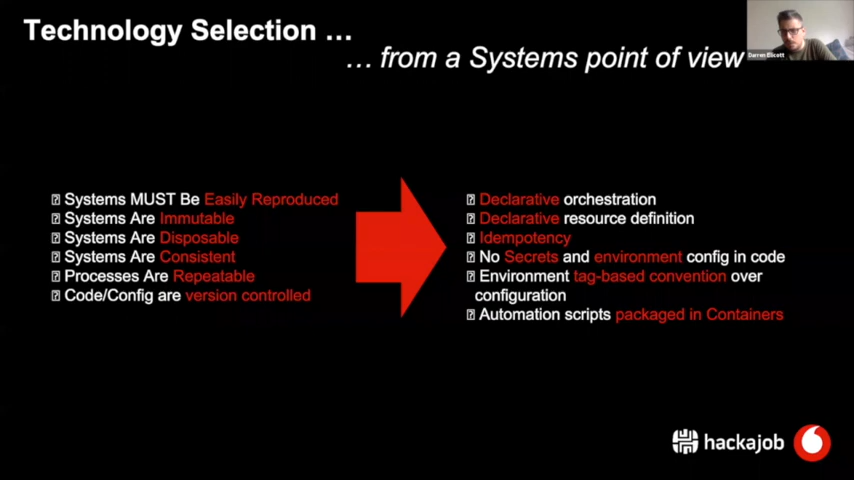 Technology Selection ...
... from a Systems point of view
Darren Elicott
Systems MUST Be Easily Reproduced
Systems Are Immutable
Systems Are Disposable
Systems Are Consistent
Processes Are Repeatable
Code/Config are version controlled
Declarative orchestration
Declarative resource definition
Idempotency
No Secrets and environment config in code
Environment tag-based convention over
configuration
Automation scripts packaged in Containers
hackajob